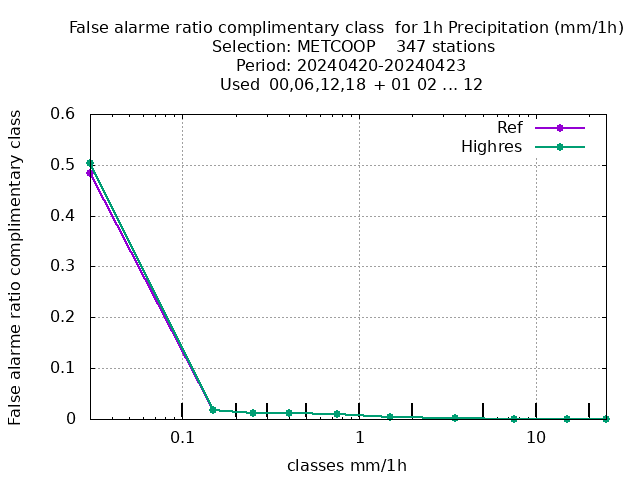 False alarme ratio complimentary class  for 1h Precipitation (mm/1h)
Selection: METCOOP    347 stations
Period: 20240420-20240423
Used  00,06,12,18  + 01 02 ... 12
False alarme ratio complimentary class
0.6
0.5
0.4
0.3
0.2
0.1
0
Ref
Highres
0.1
1
10
classes mm/1h